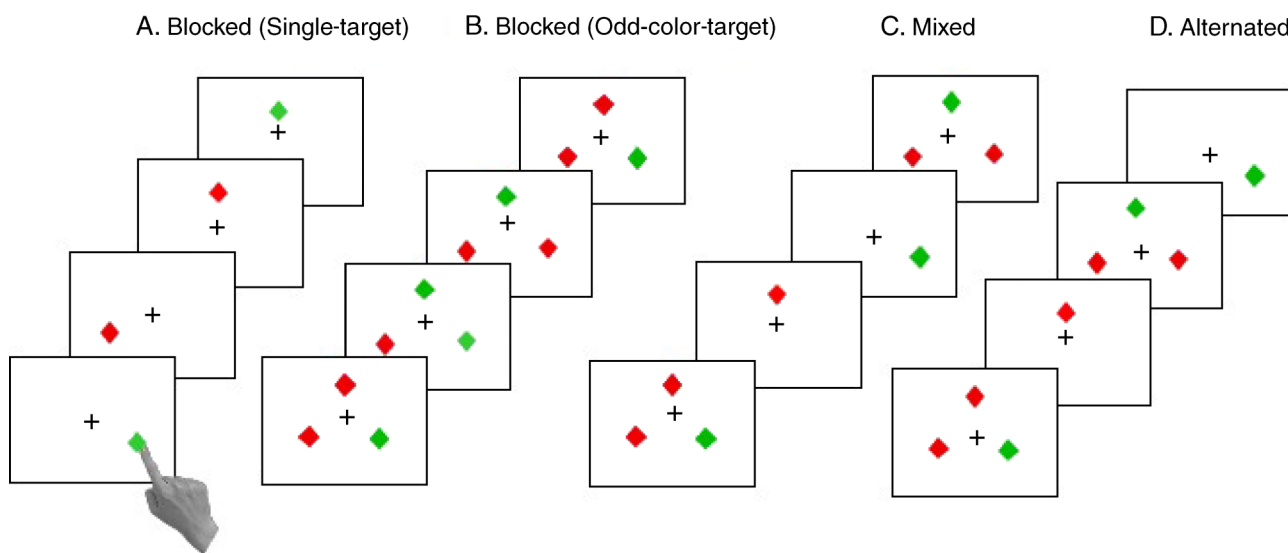 A. Blocked (Single-target)
B. Blocked (Odd-color-target)
C. Mixed
D. Alternated